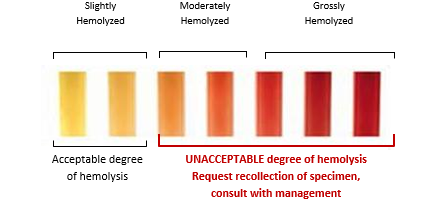 Slightly
Hemolyzed
Moderately
Hemolyzed
Grossly
Hemolyzed
Acceptable degree
of hemolysis
UNACCEPTABLE degree of hemolysis
Request recollection of specimen,
consult with management